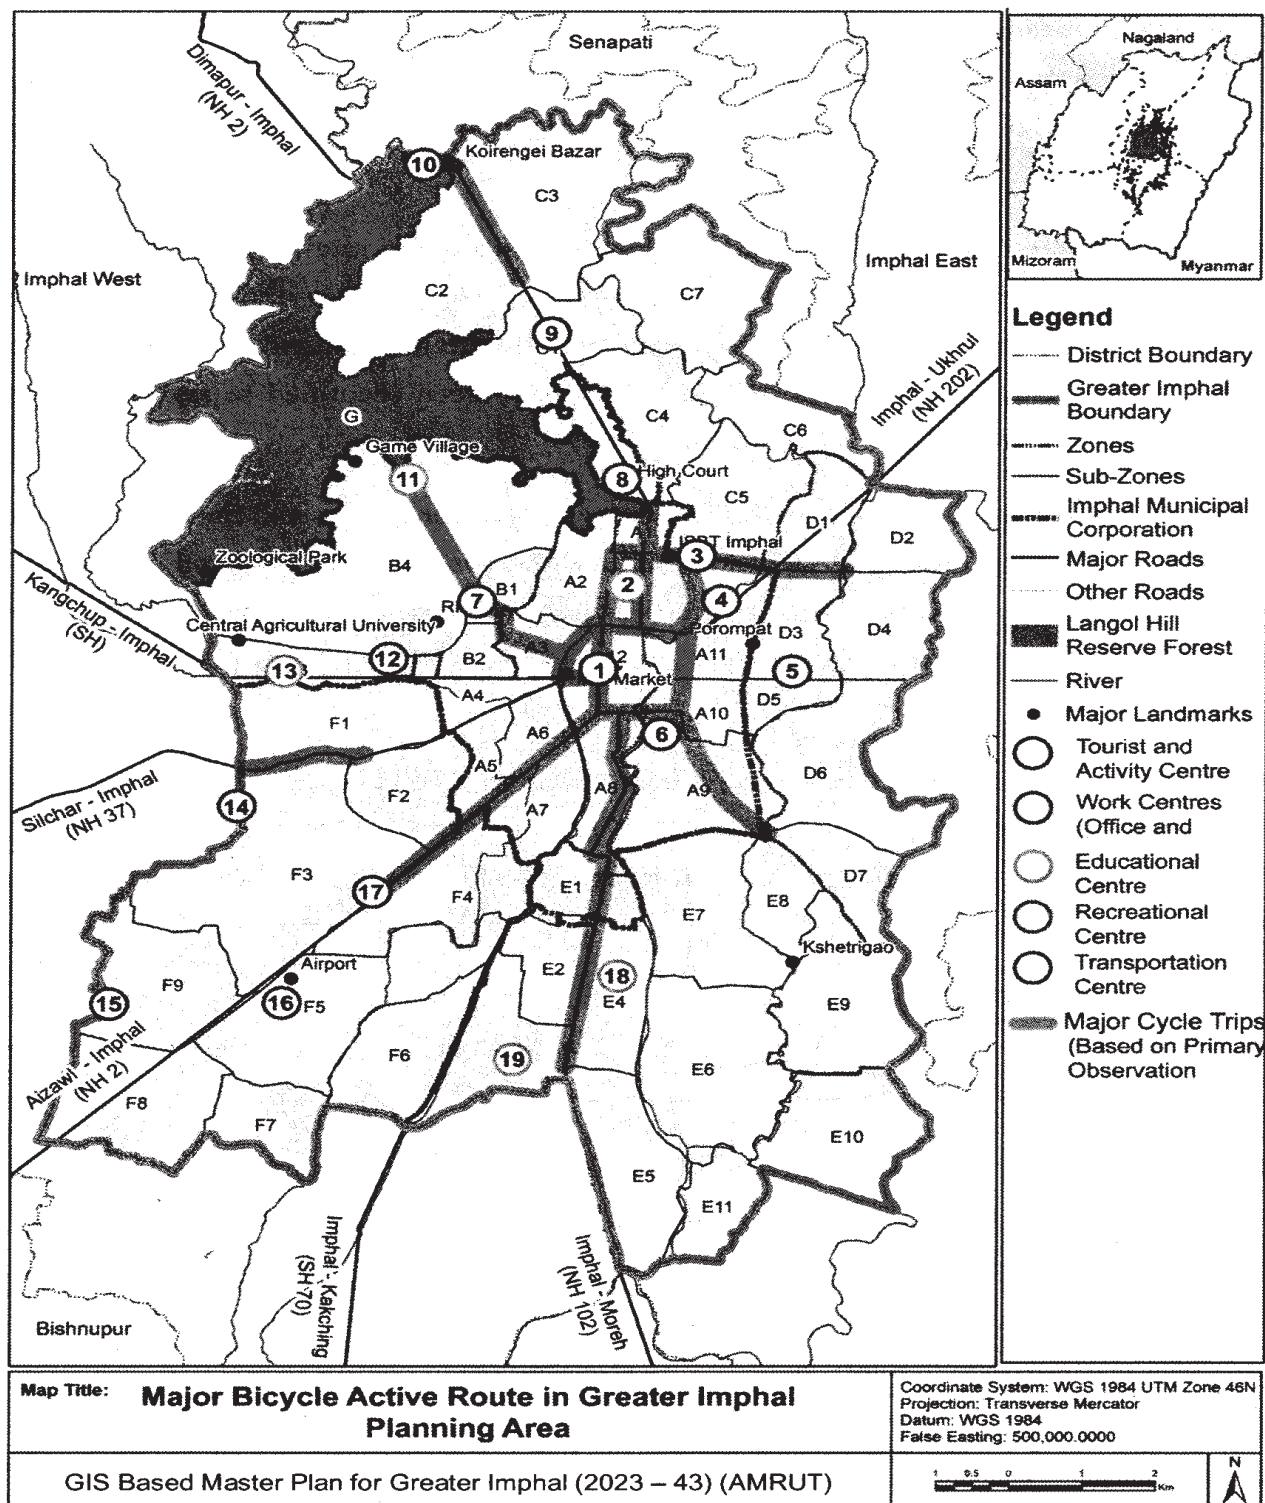 Senapati
Nagaland
Assam
Mizoram
Myanmar
Dimapur - Imphal
(NH 2)
10
Koirengei Bazar
C3
Imphal West
Imphal East
C2
C7
9
Imphal - Ukhrul
(NH 202)
C4
C6
G
Game Village
11
8
High Court
C5
D1
D2
Zoological Park
B4
Imphal
3
A2
2
B1
7
4
Kangchup - Imphal
(SH)
Central Agricultural University
Porompat
D3
D4
A3
13
12
B2
1
A11
5
Market
A4
D5
F1
A10
A6
6
A5
D6
Silchar - Imphal
(NH 37)
14
F2
A8
A9
A7
F3
17
F4
E1
D7
E7
E8
Kshetrigao
Airport
F9
E2
18
15
16
F5
E4
E9
Aizawl - Imphal
(NH 2)
F6
19
E6
F8
F7
E10
E5
E11
Imphal - Kakching
(SH 70)
Imphal - Moreh
(NH 102)
Bishnupur
Legend
District Boundary
Greater Imphal
Boundary
Zones
Sub-Zones
Imphal Municipal
Corporation
Major Roads
Other Roads
Langol Hill
Reserve Forest
River
Major Landmarks
Tourist and
Activity Centre
Work Centres
(Office and
Educational
Centre
Recreational
Centre
Transportation
Centre
Major Cycle Trips
(Based on Primary
Observation
Map Title:
Major Bicycle Active Route in Greater Imphal
Planning Area
Coordinate System: WGS 1984 UTM Zone 46N
Projection: Transverse Mercator
Datum: WGS 1984
False Easting: 500,000.0000
GIS Based Master Plan for Greater Imphal (2023 – 43) (AMRUT)
1 0.5 0 1 2
Km
N